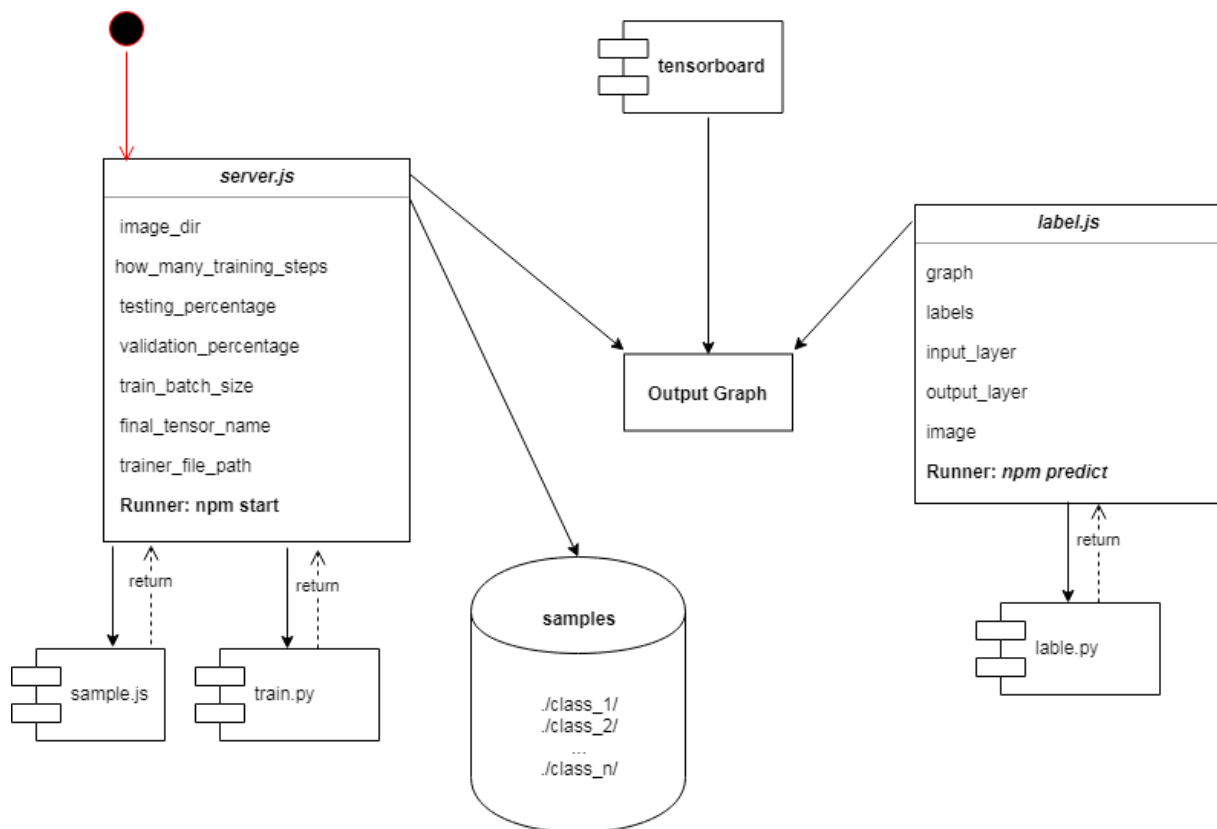 tensorboard
server.js
image_dir
how_many_training_steps
testing_percentage
validation_percentage
train_batch_size
final_tensor_name
trainer_file_path
Runner: npm start
label.js
graph
labels
input_layer
output_layer
image
Runner: npm predict
Output Graph
return
return
return
sample.js
train.py
samples
./class_1/
./class_2/
...
./class_n/
lable.py